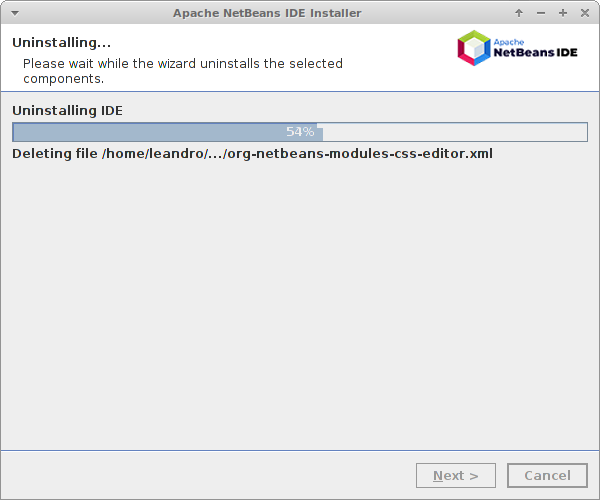 Apache NetBeans IDE Installer
Uninstalling...
Please wait while the wizard uninstalls the selected
components.
Apache
NetBeans IDE
Uninstalling IDE
54%
Deleting file /home/leandro/.../org-netbeans-modules-css-editor.xml
Next >
Cancel